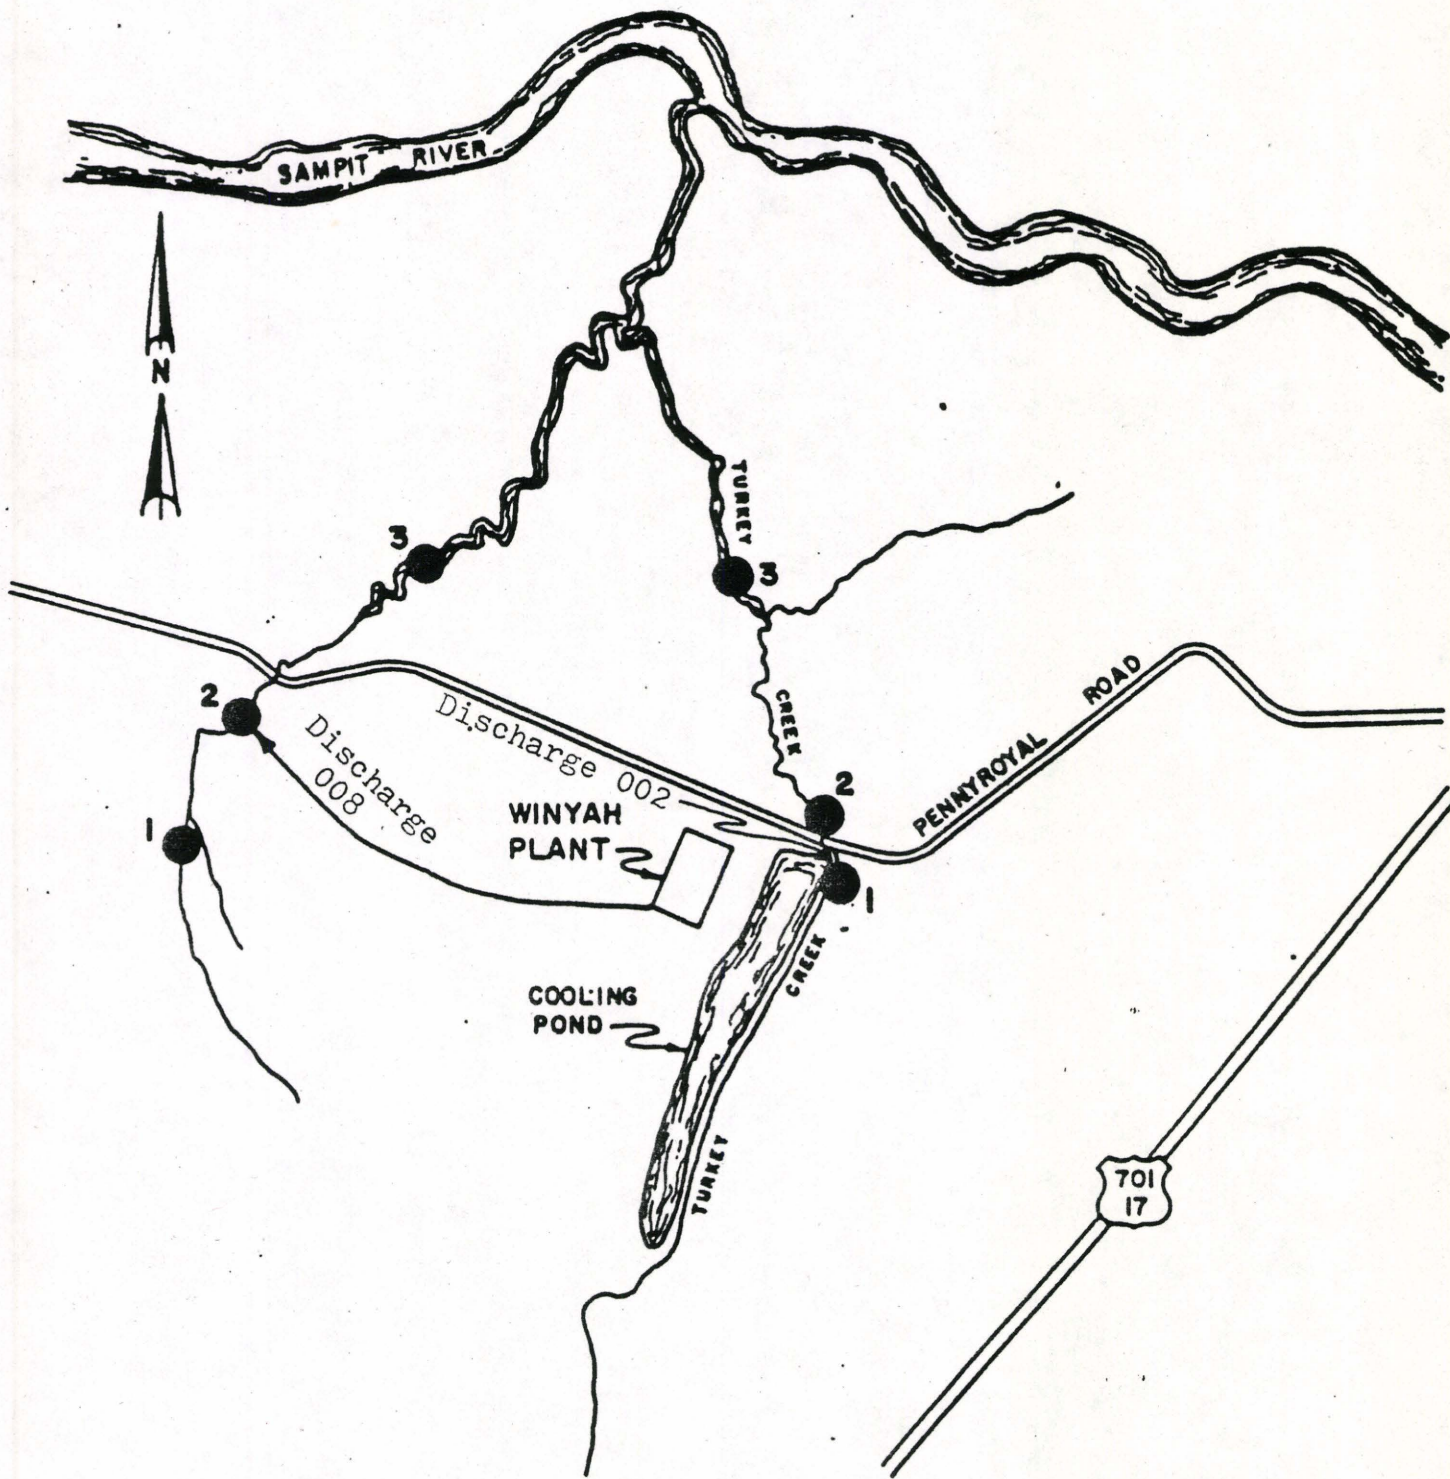 SAMPIT RIVER
N
TURKEY
3
3
2
Discharge 002
CREEK
PENNYROYAL ROAD
Discharge
008
2
WINYAH
PLANT
1
1
CREEK
COOLING
POND
TURKEY
701
17